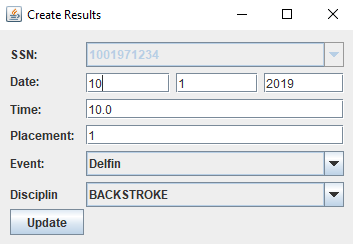 Create Results
SSN: 1001971234
Date: 10 1 2019
Time: 10.0
Placement: 1
Event: Delfin
Disciplin BACKSTROKE
Update